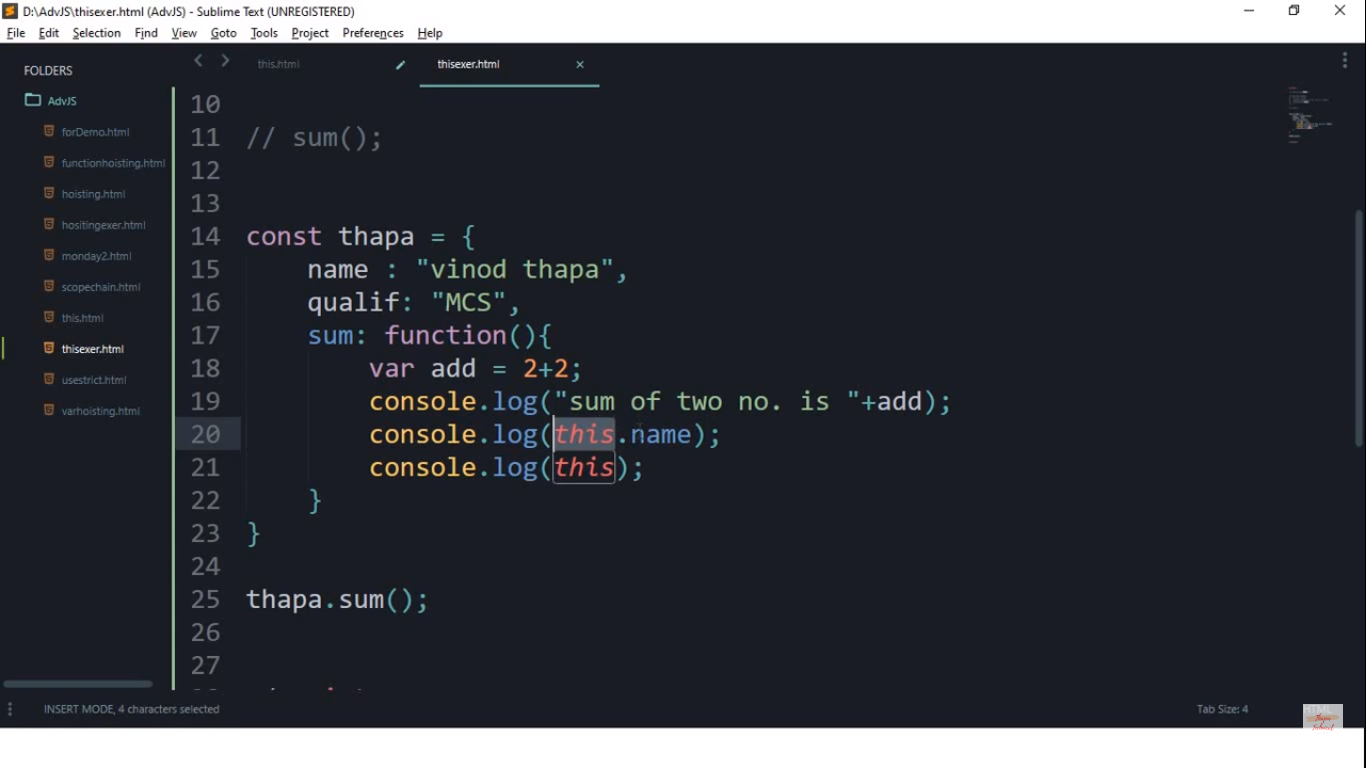 D:\AdvJS\thisexer.html (AdvJS) - Sublime Text (UNREGISTERED)
File Edit Selection Find View Goto Tools Project Preferences Help
FOLDERS
AdvJS
forDemo.html
functionhoisting.html
hoisting.html
hositingexer.html
monday2.html
scopechain.html
this.html
thisexer.html
usestrict.html
varhoisting.html
this.html thisexer.html
10
11 // sum();
12
13
14 const thapa = {
15 name : "vinod thapa",
16 qualif: "MCS",
17 sum: function(){
18 var add = 2+2;
19 console.log("sum of two no. is "+add);
20 console.log(this.name);
21 console.log(this);
22 }
23 }
24
25 thapa.sum();
26
27
INSERT MODE, 4 characters selected
Tab Size: 4
HTML